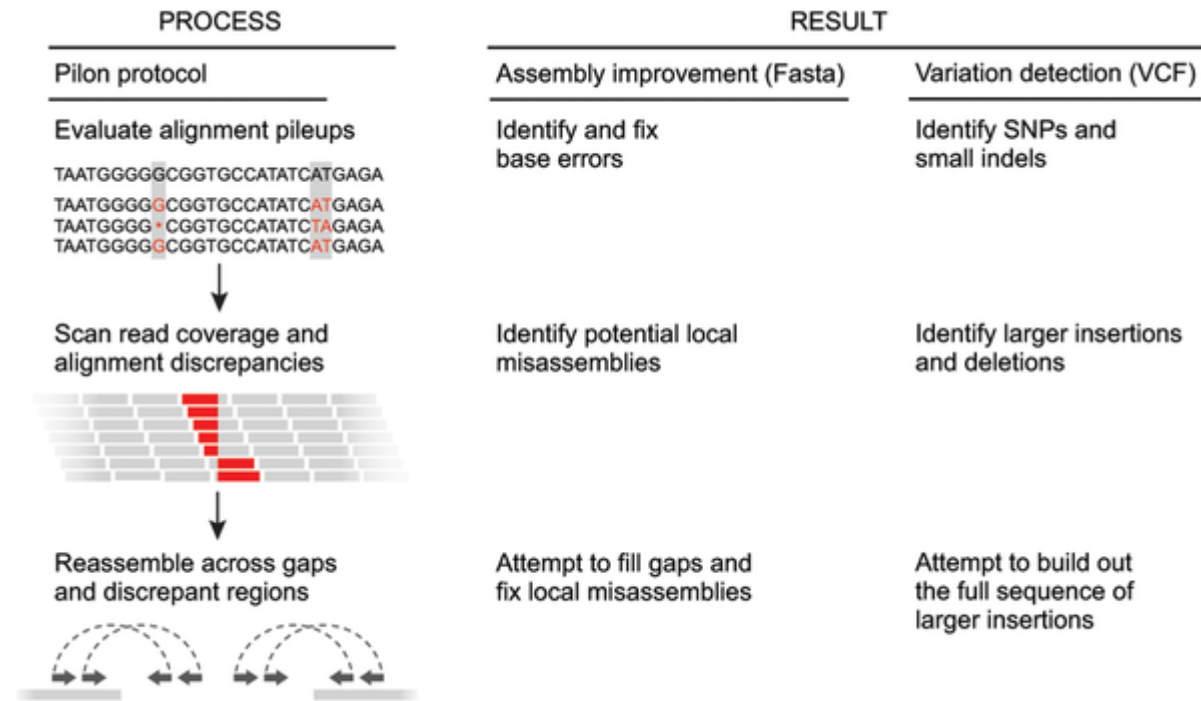 PROCESS
RESULT
Pilon protocol
Assembly improvement (Fasta)
Variation detection (VCF)
Evaluate alignment pileups
Identify and fix
base errors
Identify SNPs and
small indels
TAATGGGGGCGGTGCCATATCATGAGA
TAATGGGGGCGGTGCCATATCATGAGA
TAATGGGG*CGGTGCCATATCTAGAGA
TAATGGGGGCGGTGCCATATCATGAGA
Scan read coverage and
alignment discrepancies
Identify potential local
misassemblies
Identify larger insertions
and deletions
Reassemble across gaps
and discrepant regions
Attempt to fill gaps and
fix local misassemblies
Attempt to build out
the full sequence of
larger insertions